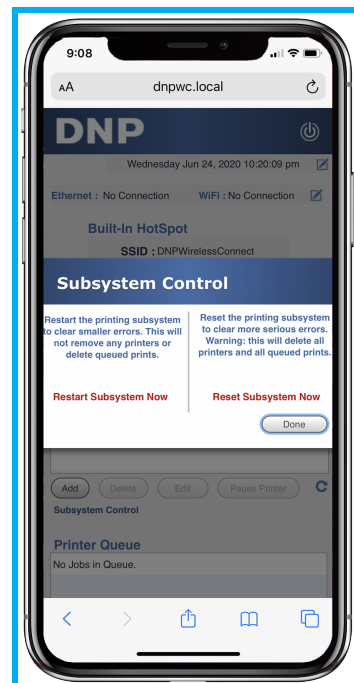 9:08
AA dnpwc.local
DNP
Wednesday Jun 24, 2020 10:20:09 pm
Ethernet : No Connection WiFi : No Connection
Built-In HotSpot
SSID : DNPWirelessConnect
Subsystem Control
Restart the printing subsystem
to clear smaller errors. This will
not remove any printers or
delete queued prints.
Restart Subsystem Now
Reset the printing subsystem
to clear more serious errors.
Warning: this will delete all
printers and all queued prints.
Reset Subsystem Now
Done
Add Delete Edit Pause Printer
Subsystem Control
Printer Queue
No Jobs in Queue.